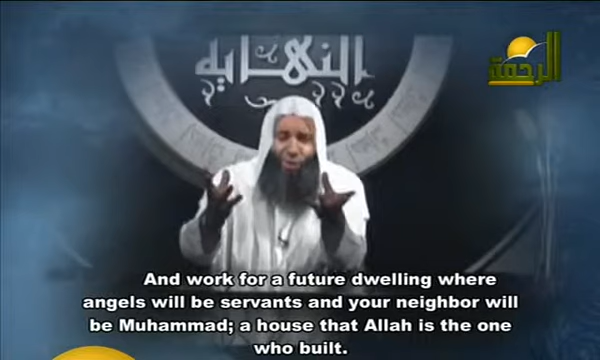 النهاية
الرحمة
And work for a future dwelling where
angels will be servants and your neighbor will
be Muhammad; a house that Allah is the one
who built.